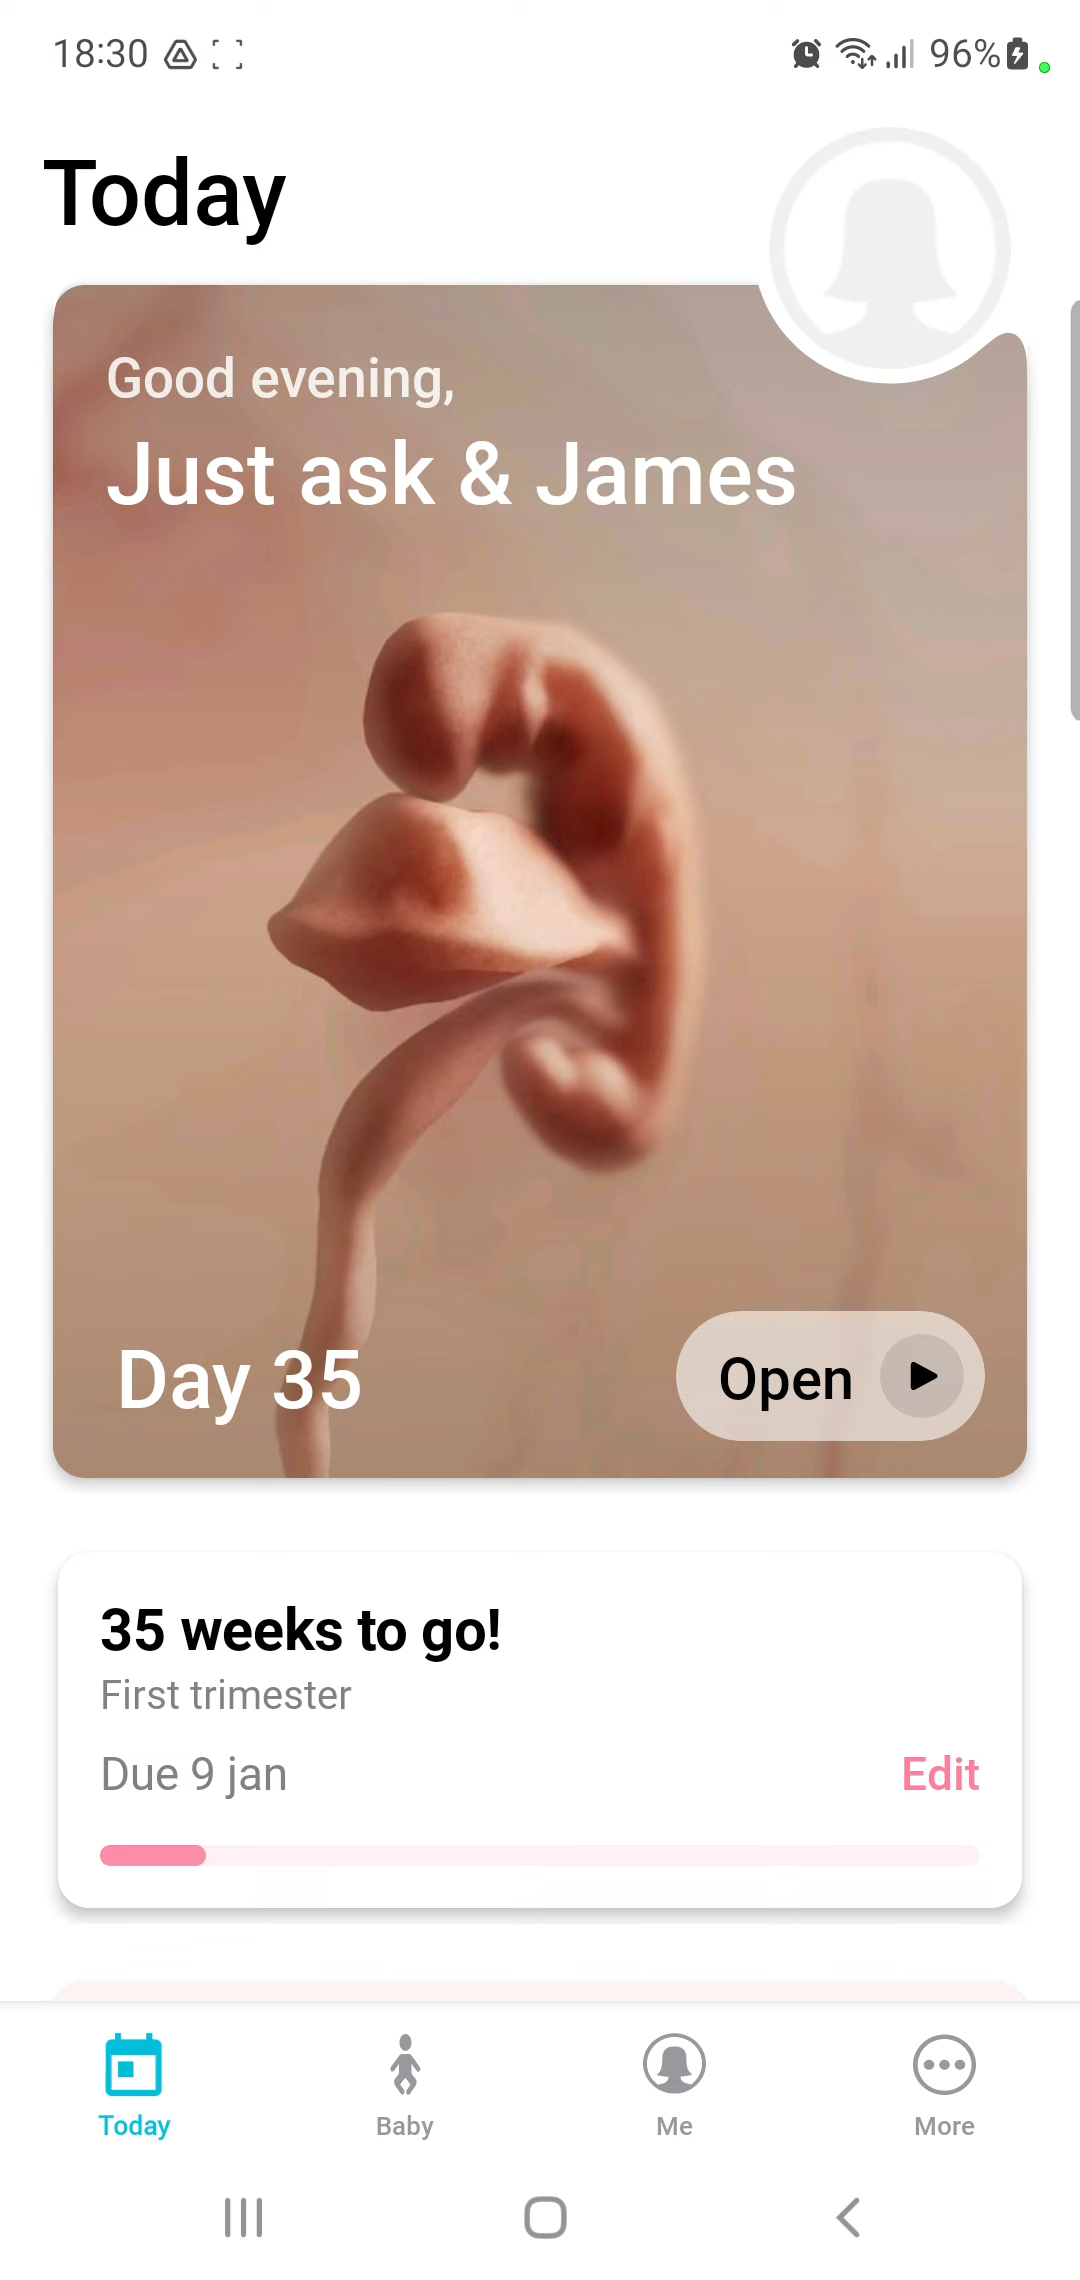 18:30
96%
Today
Good evening,
Just ask & James
Day 35
Open
35 weeks to go!
First trimester
Due 9 jan
Edit
Today
Baby
Me
More